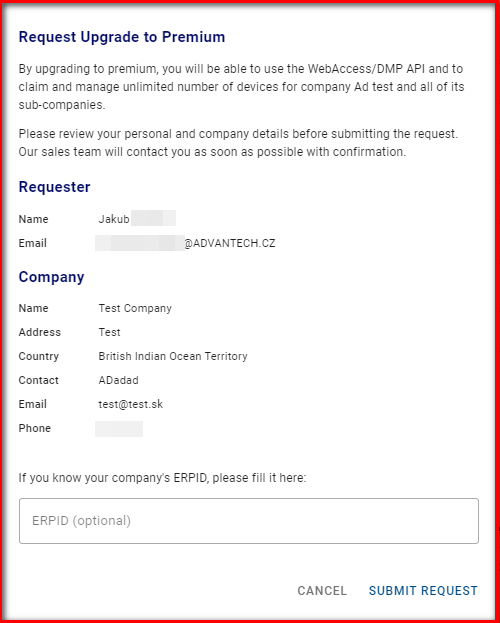 Request Upgrade to Premium
By upgrading to premium, you will be able to use the WebAccess/DMP API and to
claim and manage unlimited number of devices for company Ad test and all of its
sub-companies.
Please review your personal and company details before submitting the request.
Our sales team will contact you as soon as possible with confirmation.
Requester
Name Jakub
Email @ADVANTECH.CZ
Company
Name Test Company
Address Test
Country British Indian Ocean Territory
Contact ADadad
Email test@test.sk
Phone
If you know your company's ERPID, please fill it here:
ERPID (optional)
CANCEL SUBMIT REQUEST